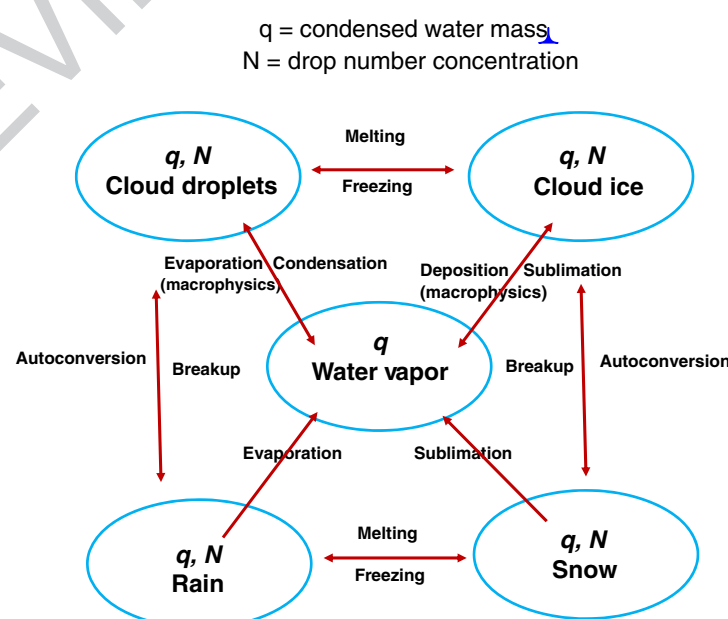 q = condensed water mass
N = drop number concentration
q, N
Cloud droplets
Melting
Freezing
q, N
Cloud ice
Evaporation Condensation
(macrophysics)
Deposition Sublimation
(macrophysics)
q
Water vapor
Autoconversion
Breakup
Breakup
Autoconversion
Evaporation
Sublimation
q, N
Rain
Melting
Freezing
q, N
Snow